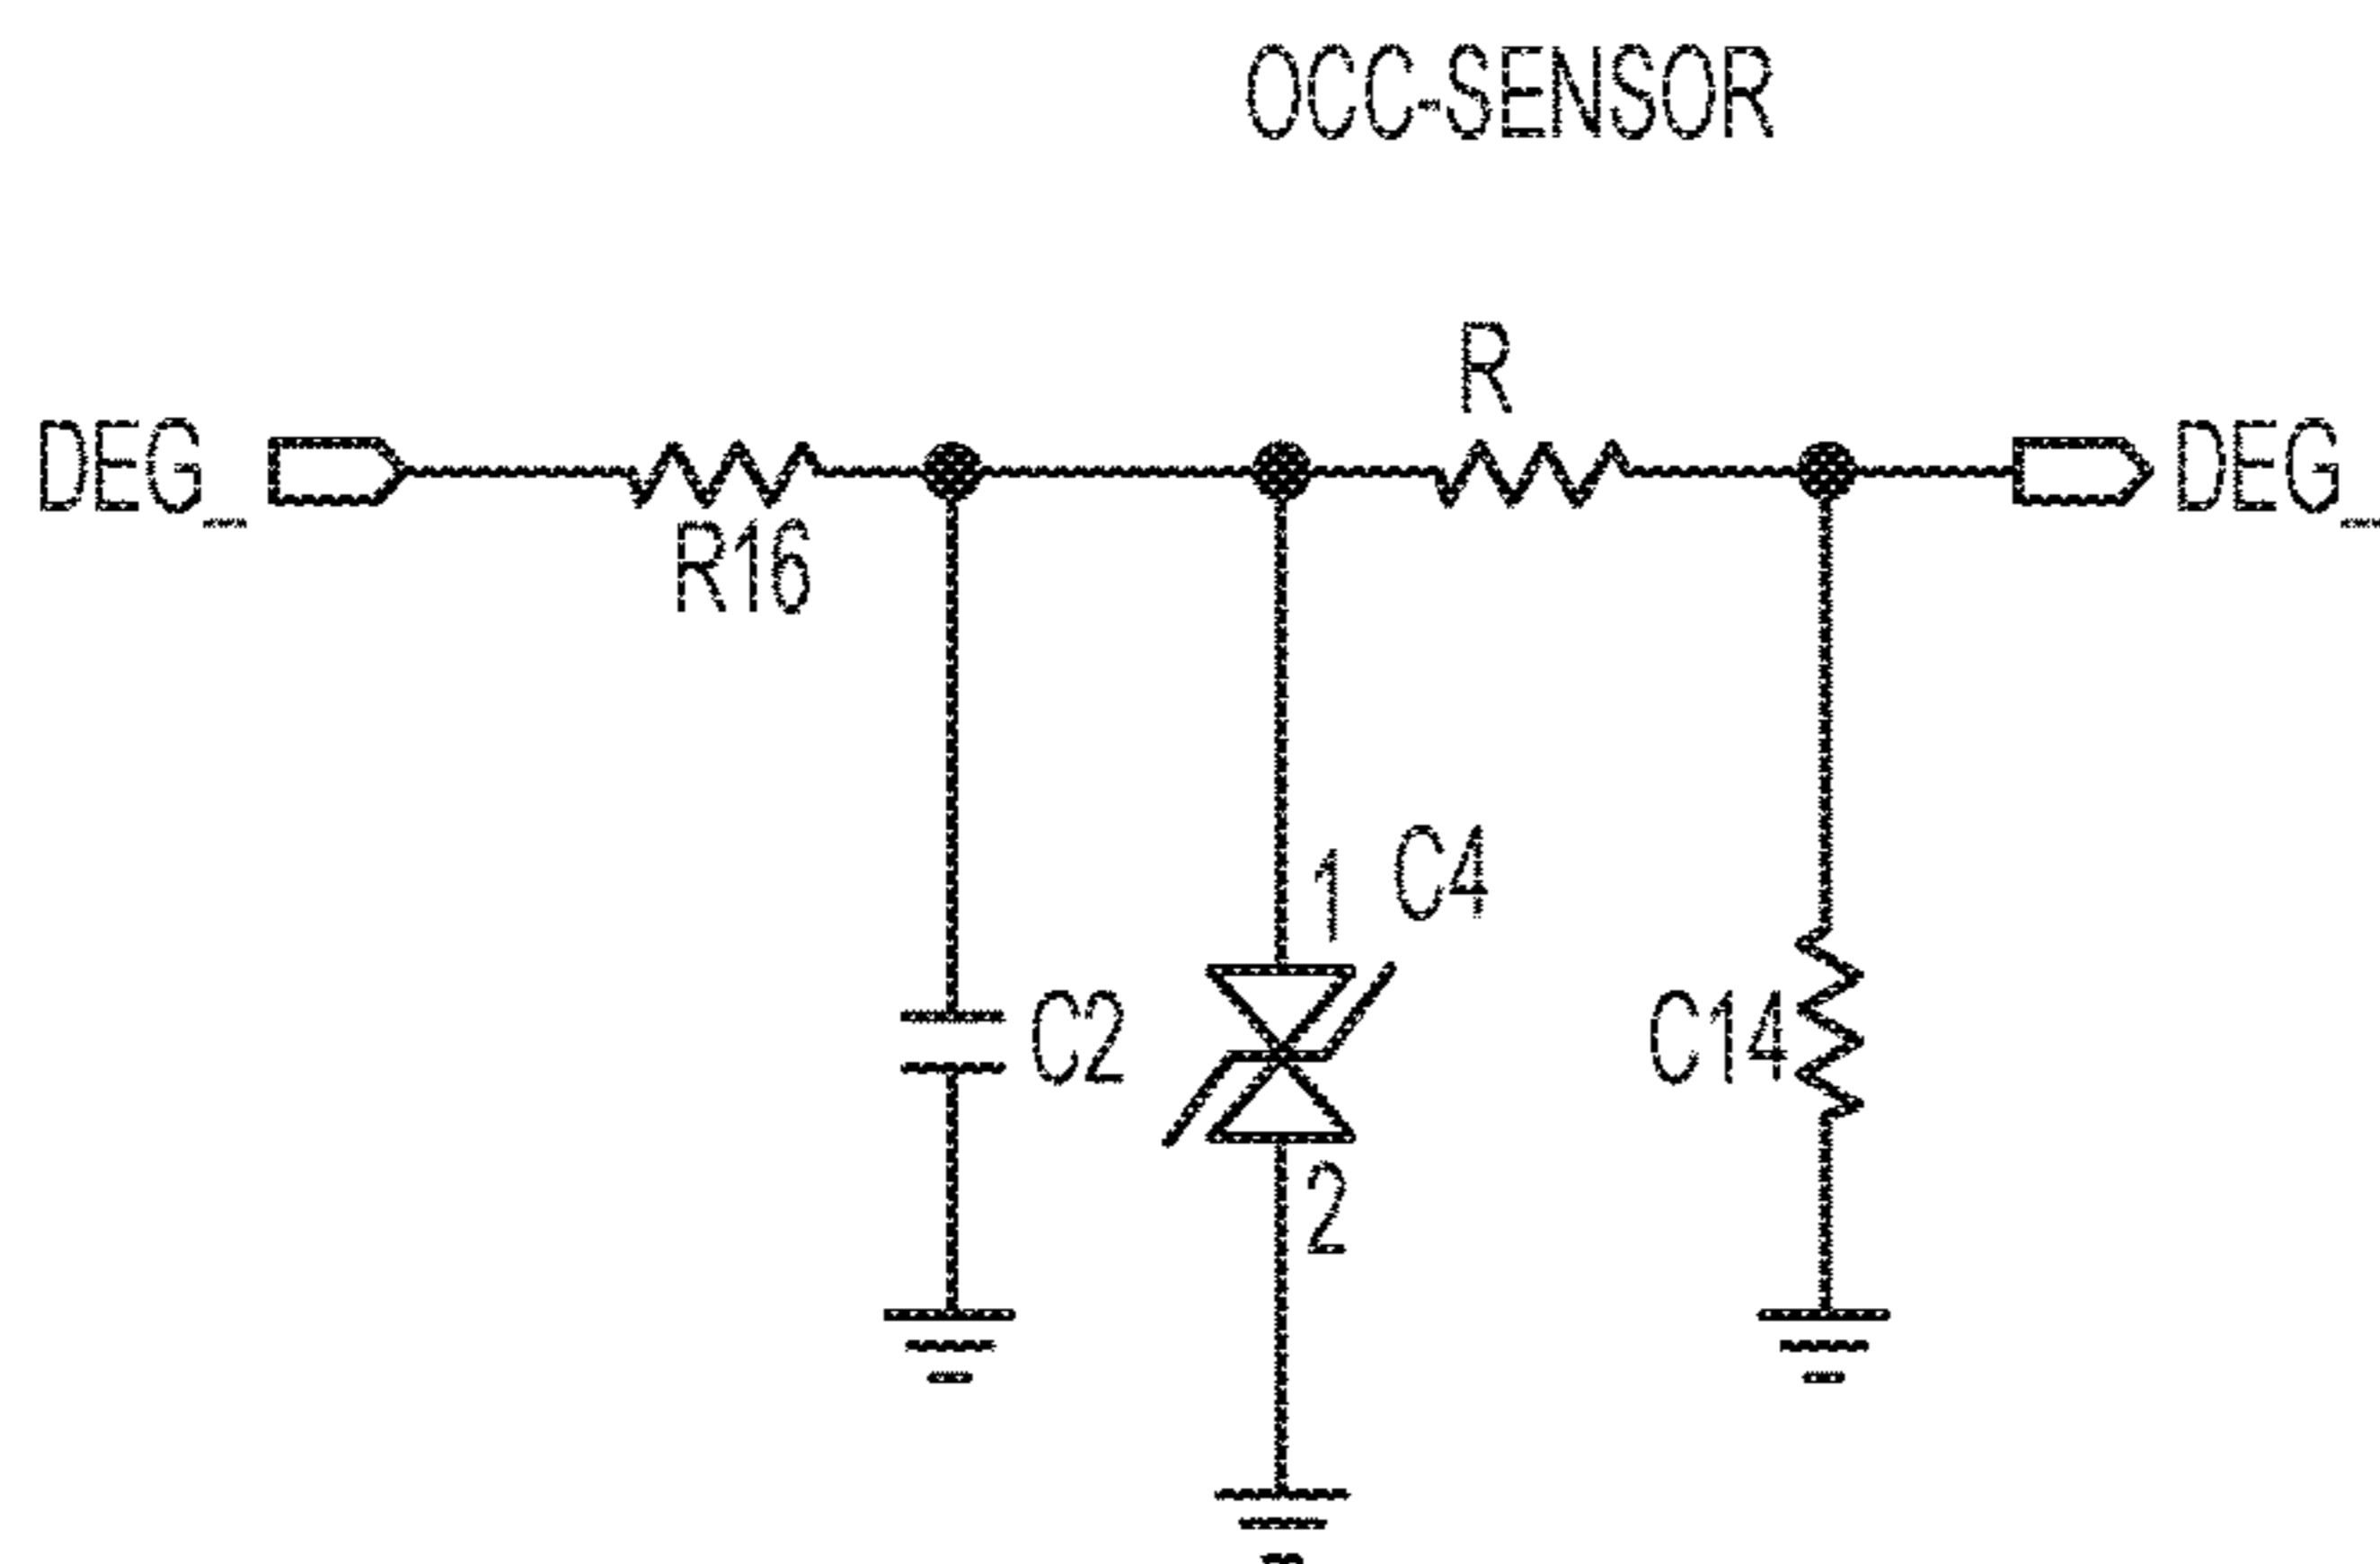 OCC-SENSOR
R
DEG_
DEG_
R16
1
C4
C2
C14
2